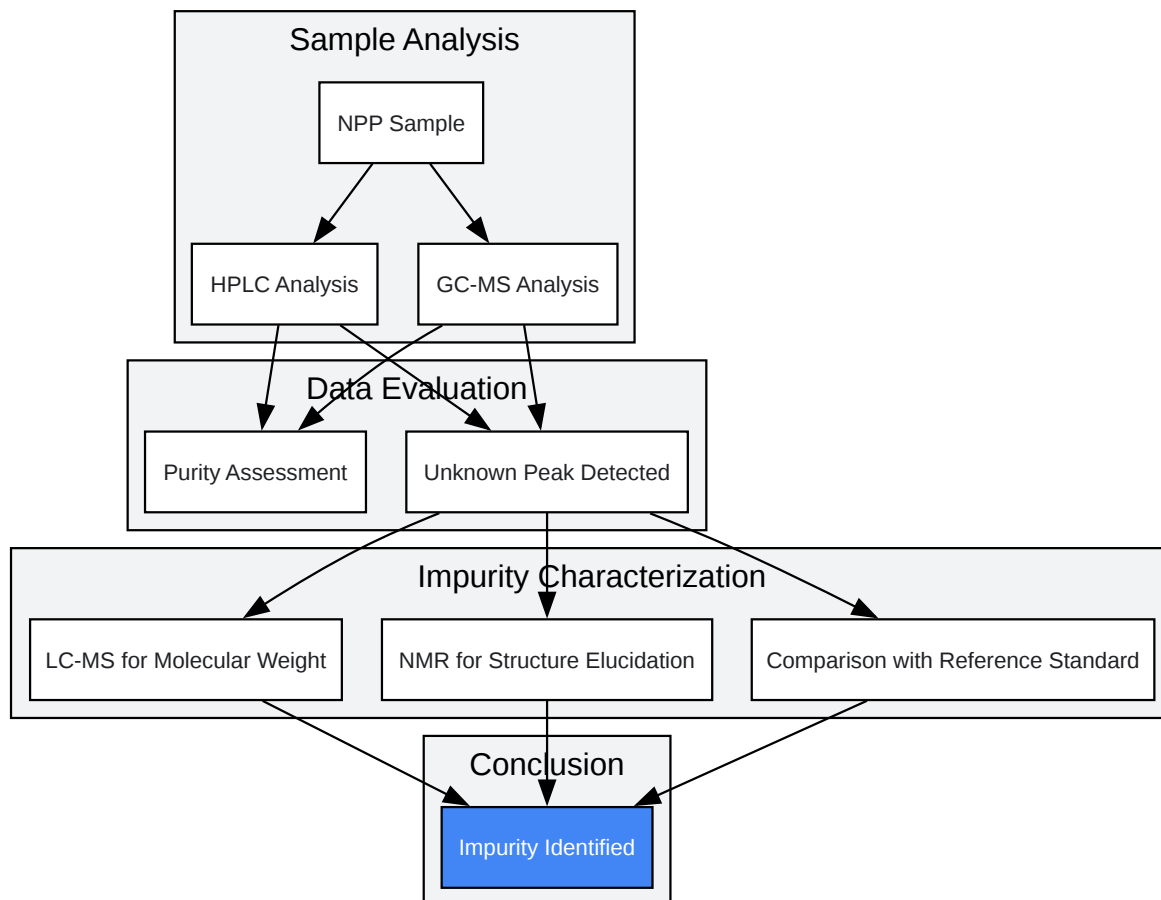 Sample Analysis
NPP Sample
HPLC Analysis
GC-MS Analysis
Data Evaluation
Purity Assessment
Unknown Peak Detected
Impurity Characterization
LC-MS for Molecular Weight
NMR for Structure Elucidation
Comparison with Reference Standard
Conclusion
Impurity Identified